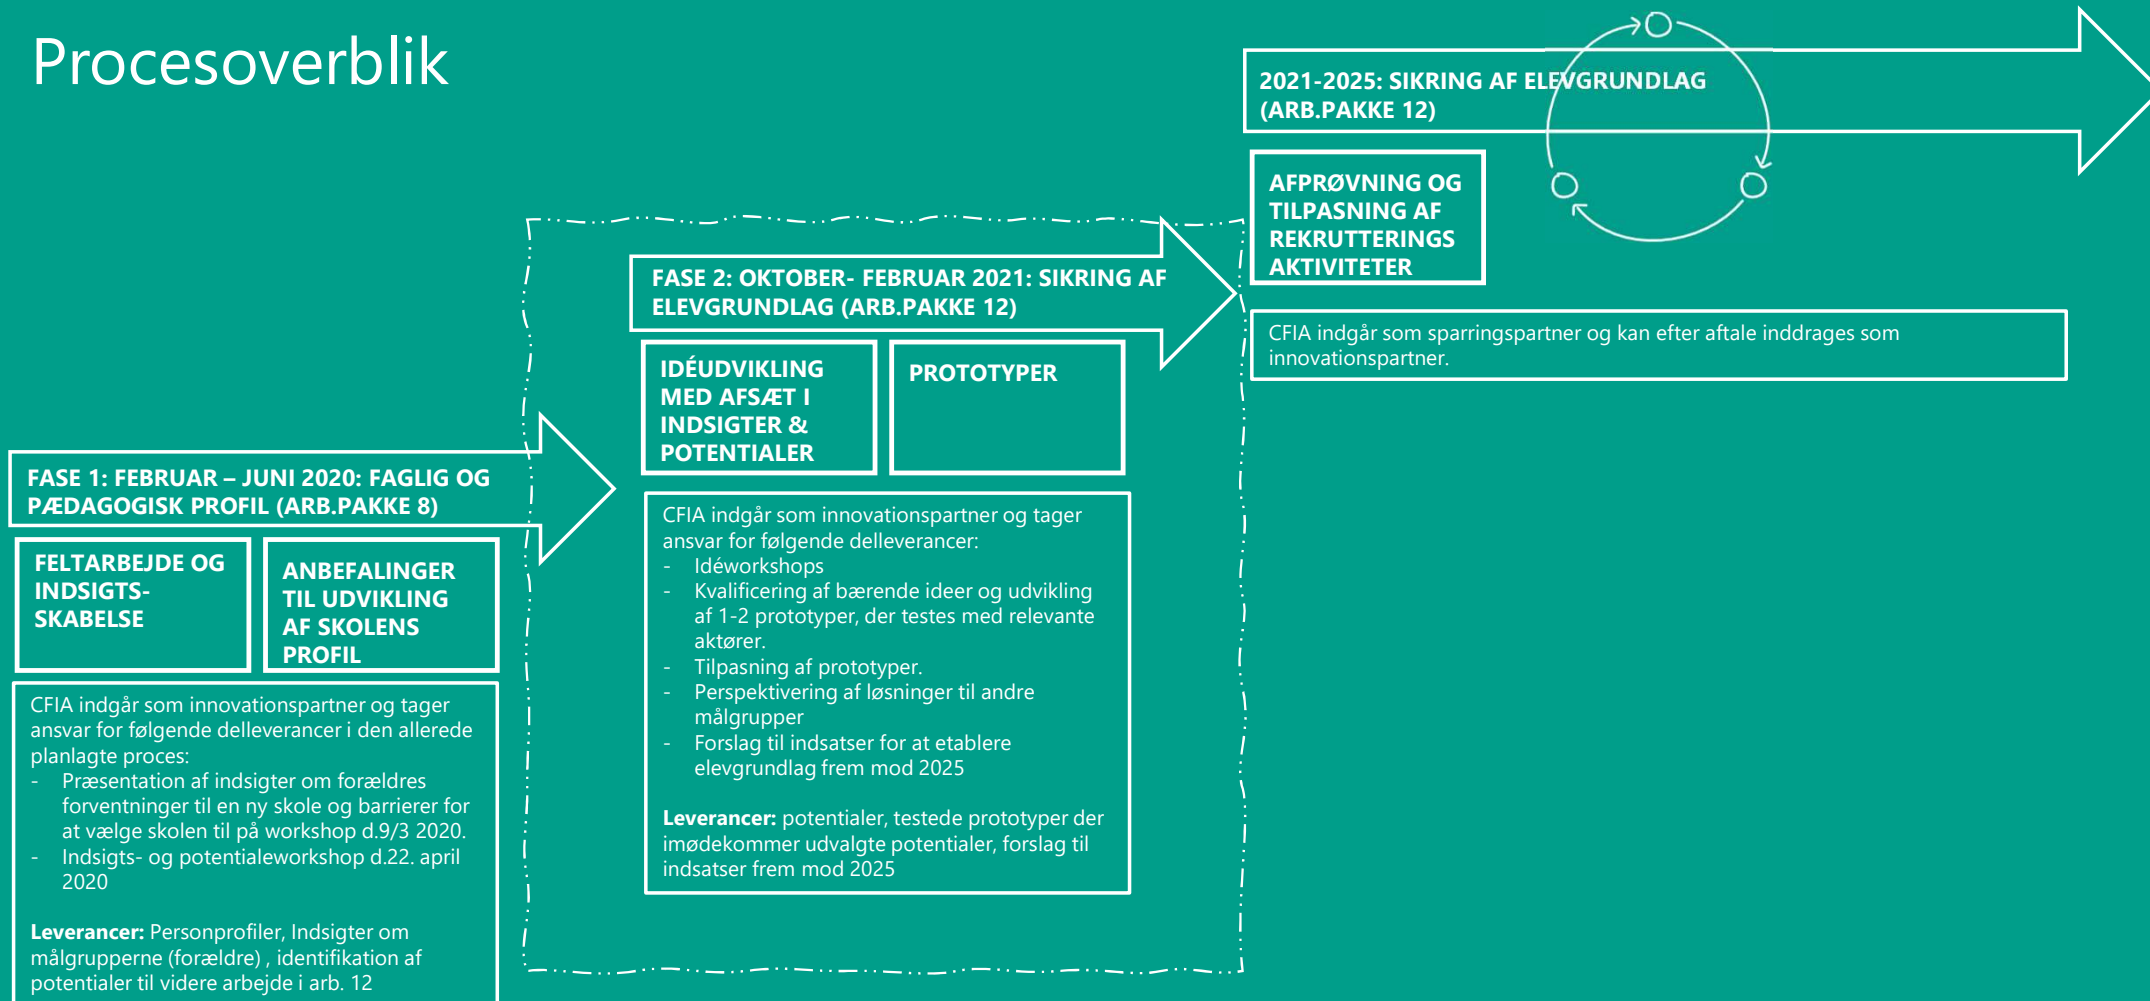 Procesoverblik
2021-2025: SIKRING AF ELEVGRUNDLAG
(ARB.PAKKE 12)
AFPRØVNING OG
TILPASNING AF
REKRUTTERINGS
AKTIVITETER
CFIA indgår som sparringspartner og kan efter aftale inddrages som
innovationspartner.
FASE 2: OKTOBER- FEBRUAR 2021: SIKRING AF
ELEVGRUNDLAG (ARB.PAKKE 12)
IDÉUDVIKLING
MED AFSÆT I
INDSIGTER &
POTENTIALER
PROTOTYPER
CFIA indgår som innovationspartner og tager
ansvar for følgende delleverancer:
- Idéworkshops
- Kvalificering af bærende ideer og udvikling
af 1-2 prototyper, der testes med relevante
aktører.
- Tilpasning af prototyper.
- Perspektivering af løsninger til andre
målgrupper
- Forslag til indsatser for at etablere
elevgrundlag frem mod 2025
Leverancer: potentialer, testede prototyper der
imødekommer udvalgte potentialer, forslag til
indsatser frem mod 2025
FASE 1: FEBRUAR – JUNI 2020: FAGLIG OG
PÆDAGOGISK PROFIL (ARB.PAKKE 8)
FELTARBEJDE OG
INDSIGTS-
SKABELSE
ANBEFALINGER
TIL UDVIKLING
AF SKOLENS
PROFIL
CFIA indgår som innovationspartner og tager
ansvar for følgende delleverancer i den allerede
planlagte proces:
- Præsentation af indsigter om forældres
forventninger til en ny skole og barrierer for
at vælge skolen til på workshop d.9/3 2020.
- Indsigts- og potentialeworkshop d.22. april
2020
Leverancer: Personprofiler, Indsigter om
målgrupperne (forældre) , identifikation af
potentialer til videre arbejde i arb. 12